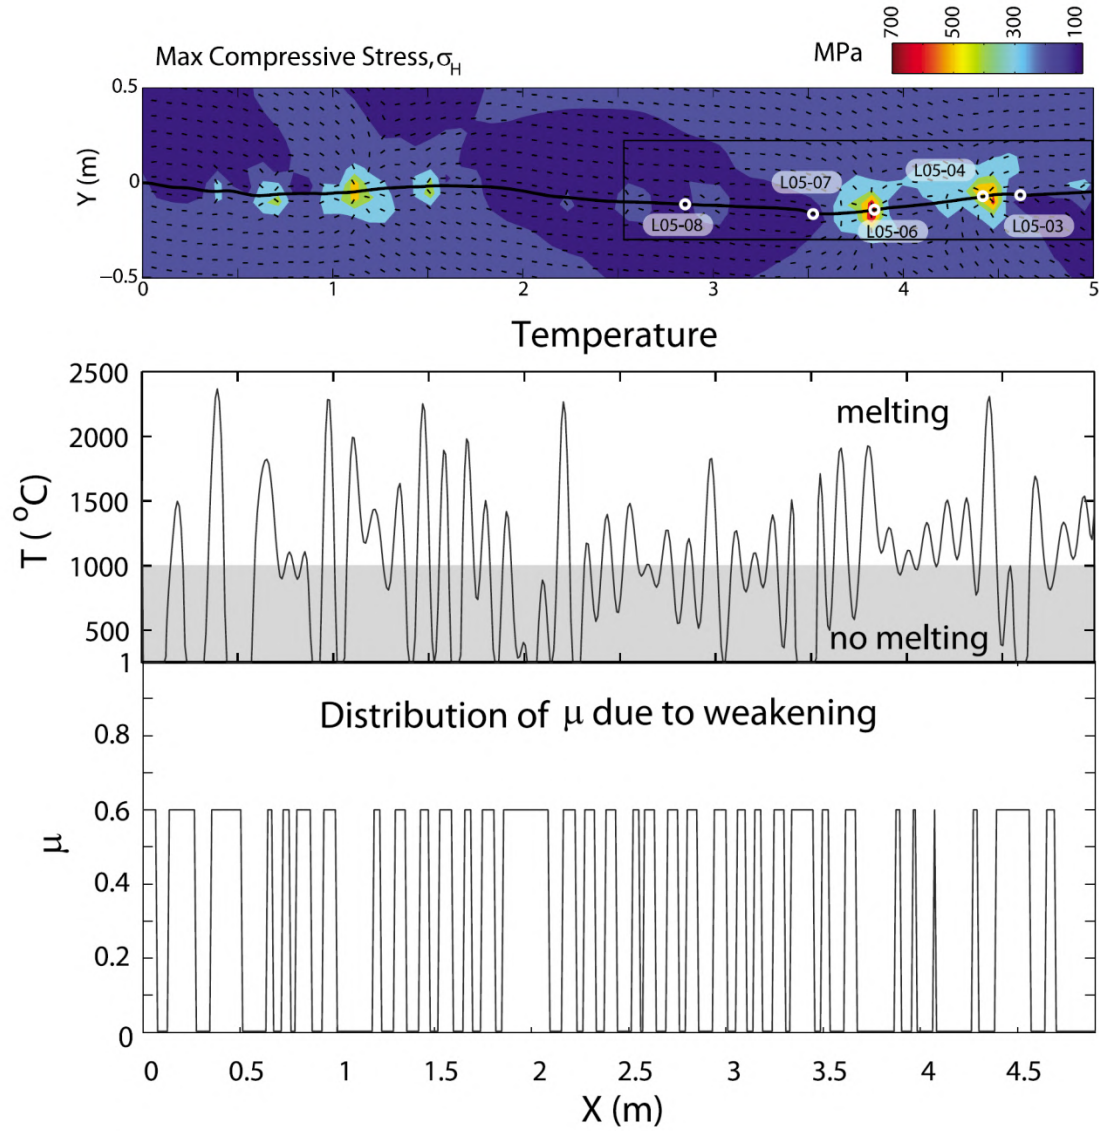 700
500
300
100
MPa
Max Compressive Stress, σH
0.5
0
−0.5
Y (m)
L05-07
L05-04
L05-08
L05-06
L05-03
0 1 2 3 4 5
Temperature
2500
2000
1500
1000
500
1
T ( °C)
melting
no melting
Distribution of μ due to weakening
0.8
0.6
0.4
0.2
0
μ
0 0.5 1 1.5 2 2.5 3 3.5 4 4.5
X (m)